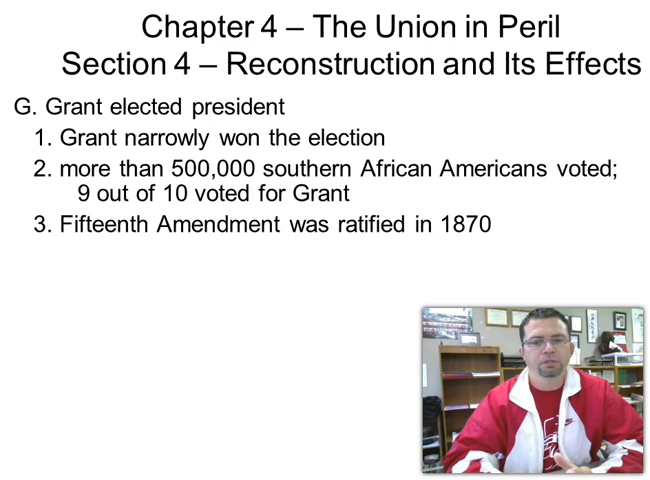 Chapter 4 – The Union in Peril
Section 4 – Reconstruction and Its Effects
G. Grant elected president
1. Grant narrowly won the election
2. more than 500,000 southern African Americans voted;
9 out of 10 voted for Grant
3. Fifteenth Amendment was ratified in 1870